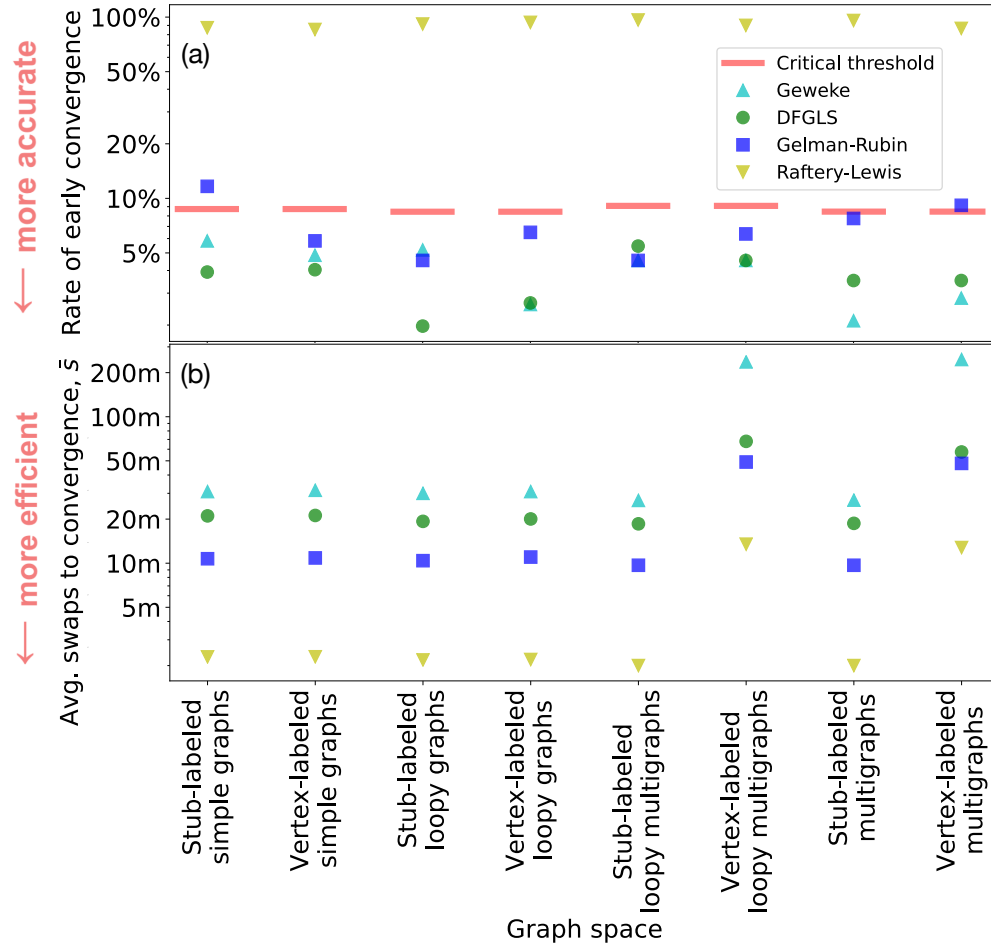 ← more accurate
Rate of early convergence
100%
50%
20%
10%
5%
(a)
Critical threshold
Geweke
DFGLS
Gelman-Rubin
Raftery-Lewis
← more efficient
Avg. swaps to convergence, s̄
200m
100m
50m
20m
10m
5m
(b)
Stub-labeled
simple graphs
Vertex-labeled
simple graphs
Stub-labeled
loopy graphs
Vertex-labeled
loopy graphs
Stub-labeled
loopy multigraphs
Vertex-labeled
loopy multigraphs
Stub-labeled
multigraphs
Vertex-labeled
multigraphs
Graph space